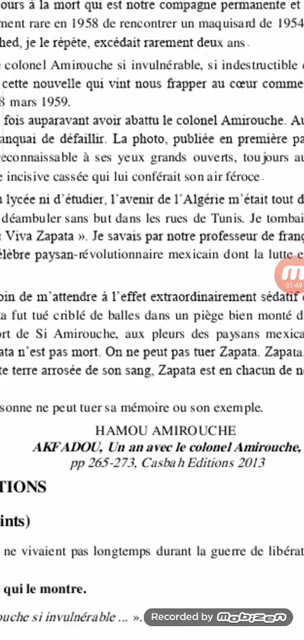 ours à la mort qui est notre compagne permanente et
ment rare en 1958 de rencontrer un maquisard de 1954
hed, je le répète, excédait rarement deux ans.
e colonel Amirouche si invulnérable, si indestructible
cette nouvelle qui vint nous frapper au cœur comme
8 mars 1959.
fois auparavant avoir abattu le colonel Amirouche. Au
anquai de défaillir. La photo, publiée en première pa
reconnaissable à ses yeux grands ouverts, toujours au
e incisive cassée qui lui conférait son air féroce.
u lycée ni d'étudier, l'avenir de l'Algérie m'était tout d
déambuler sans but dans les rues de Tunis. Je tombai
« Viva Zapata ». Je savais par notre professeur de franç
élèbre paysan-révolutionnaire mexicain dont la lutte e
m
01:49
oin de m'attendre à l'effet extraordinairement sédatif
a fut tué criblé de balles dans un piège bien monté d
ort de Si Amirouche, aux pleurs des paysans mexica
ata n'est pas mort. On ne peut pas tuer Zapata. Zapata
te terre arrosée de son sang, Zapata est en chacun de no
sonne ne peut tuer sa mémoire ou son exemple.
HAMOU AMIROUCHE
AKFADOU, Un an avec le colonel Amirouche,
pp 265-273, Casbah Editions 2013
TIONS
ints)
ne vivaient pas longtemps durant la guerre de libérat
qui le montre.
ouche si invulnérable ... ».
Recorded by mobizen